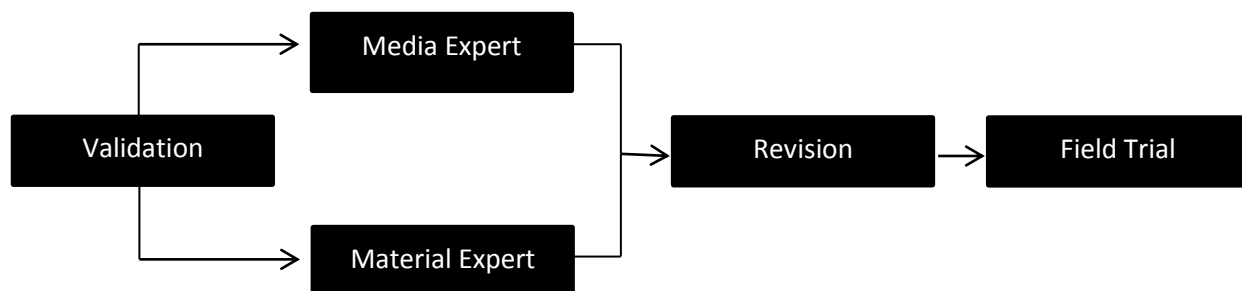 Media Expert
Validation
Revision
Field Trial
Material Expert